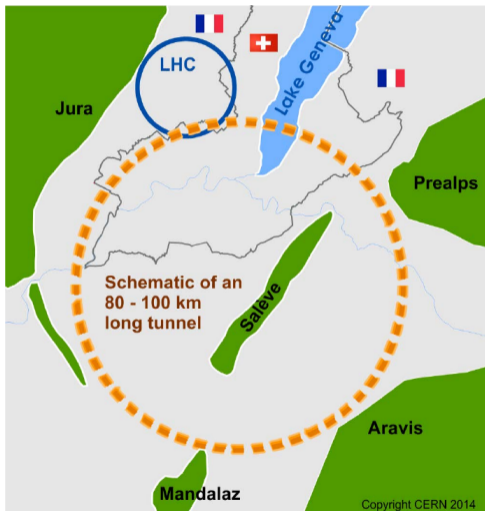 LHC
Lake Geneva
Jura
Prealps
Schematic of an
80 - 100 km
long tunnel
Salève
Aravis
Mandalaz
Copyright CERN 2014